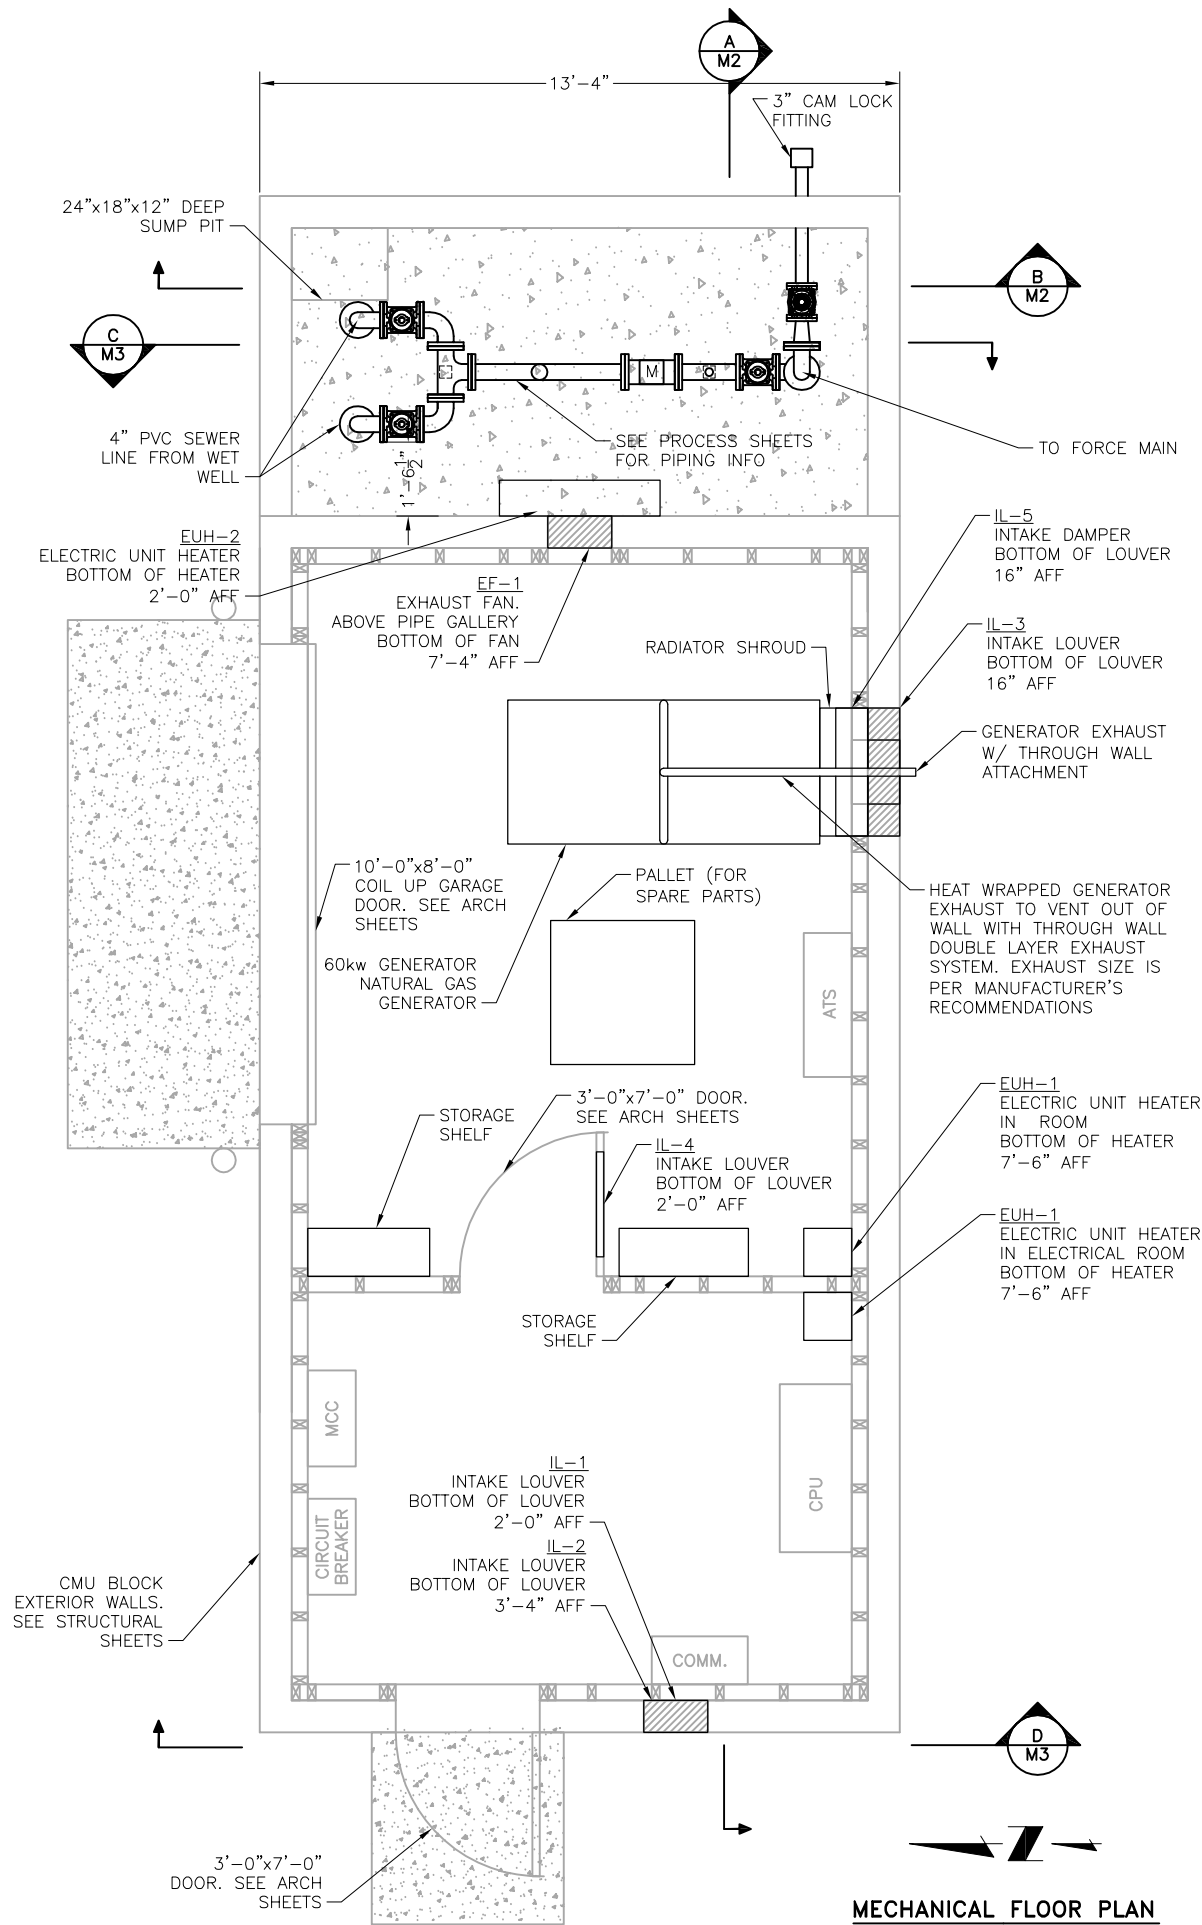 A
M2
13'-4"
3" CAM LOCK
FITTING
24"x18"x12" DEEP
SUMP PIT
B
M2
C
M3
M
4" PVC SEWER
LINE FROM WET
WELL
1'-6 1/2"
SEE PROCESS SHEETS
FOR PIPING INFO
TO FORCE MAIN
EUH-2
ELECTRIC UNIT HEATER
BOTTOM OF HEATER
2'-0" AFF
EF-1
EXHAUST FAN.
ABOVE PIPE GALLERY
BOTTOM OF FAN
7'-4" AFF
IL-5
INTAKE DAMPER
BOTTOM OF LOUVER
16" AFF
IL-3
INTAKE LOUVER
BOTTOM OF LOUVER
16" AFF
RADIATOR SHROUD
GENERATOR EXHAUST
W/ THROUGH WALL
ATTACHMENT
10'-0"x8'-0"
COIL UP GARAGE
DOOR. SEE ARCH
SHEETS
PALLET (FOR
SPARE PARTS)
HEAT WRAPPED GENERATOR
EXHAUST TO VENT OUT OF
WALL WITH THROUGH WALL
DOUBLE LAYER EXHAUST
SYSTEM. EXHAUST SIZE IS
PER MANUFACTURER'S
RECOMMENDATIONS
60kw GENERATOR
NATURAL GAS
GENERATOR
ATS
STORAGE
SHELF
3'-0"x7'-0" DOOR.
SEE ARCH SHEETS
IL-4
INTAKE LOUVER
BOTTOM OF LOUVER
2'-0" AFF
EUH-1
ELECTRIC UNIT HEATER
IN ROOM
BOTTOM OF HEATER
7'-6" AFF
EUH-1
ELECTRIC UNIT HEATER
IN ELECTRICAL ROOM
BOTTOM OF HEATER
7'-6" AFF
STORAGE
SHELF
MCC
CIRCUIT
BREAKER
CPU
IL-1
INTAKE LOUVER
BOTTOM OF LOUVER
2'-0" AFF
IL-2
INTAKE LOUVER
BOTTOM OF LOUVER
3'-4" AFF
CMU BLOCK
EXTERIOR WALLS.
SEE STRUCTURAL
SHEETS
COMM.
D
M3
3'-0"x7'-0"
DOOR. SEE ARCH
SHEETS
MECHANICAL FLOOR PLAN